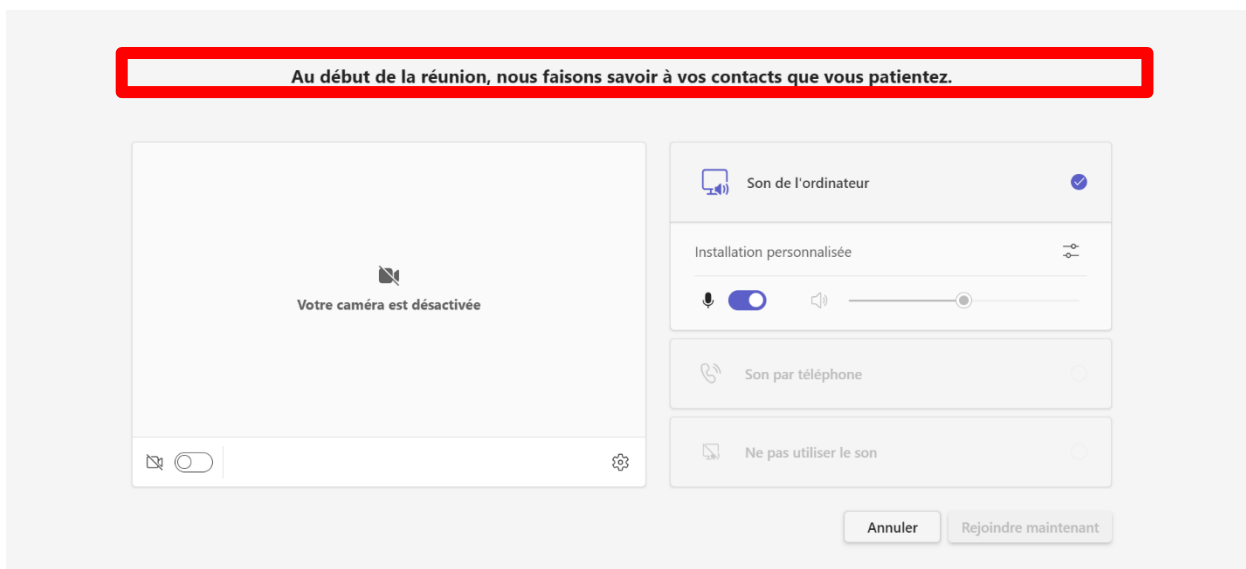 Au début de la réunion, nous faisons savoir à vos contacts que vous patientez.
Votre caméra est désactivée
Son de l'ordinateur
Installation personnalisée
Son par téléphone
Ne pas utiliser le son
Annuler
Rejoindre maintenant